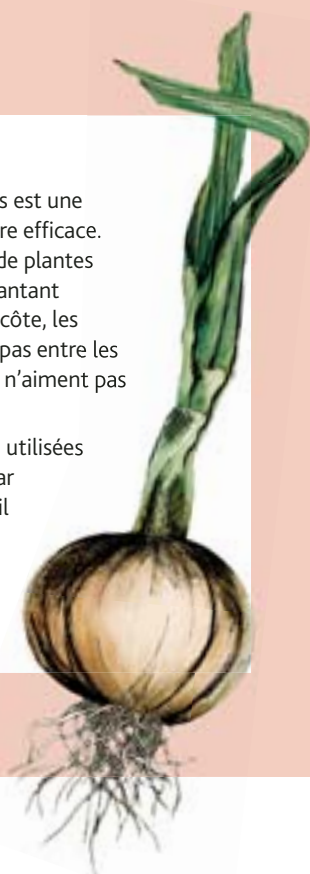 s est une
re efficace.
de plantes
antant
côte, les
pas entre les
n'aiment pas
utilisées
ar
il